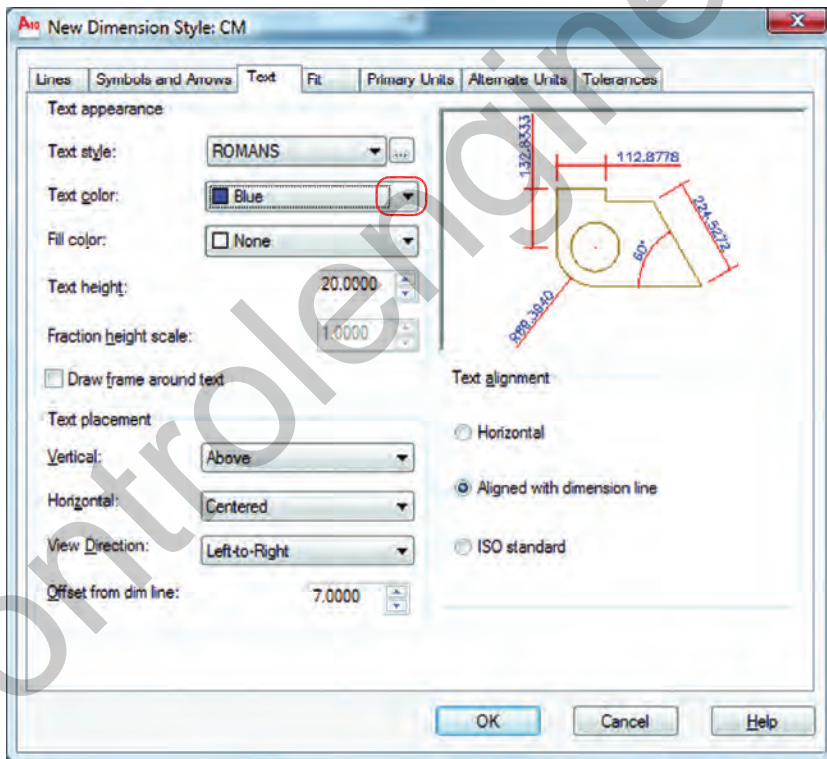 New Dimension Style: CM
Lines Symbols and Arrows Text Fit Primary Units Alternate Units Tolerances
Text appearance
Text style: ROMANS ...
Text color: Blue
Fill color: None
Text height: 20.0000
Fraction height scale: 1.0000
Draw frame around text
Text placement
Vertical: Above
Horizontal: Centered
View Direction: Left-to-Right
Offset from dim line: 7.0000
132.8333
112.8778
224.5272
60°
R89.3940
Text alignment
Horizontal
Aligned with dimension line
ISO standard
OK Cancel Help
ontrolengine